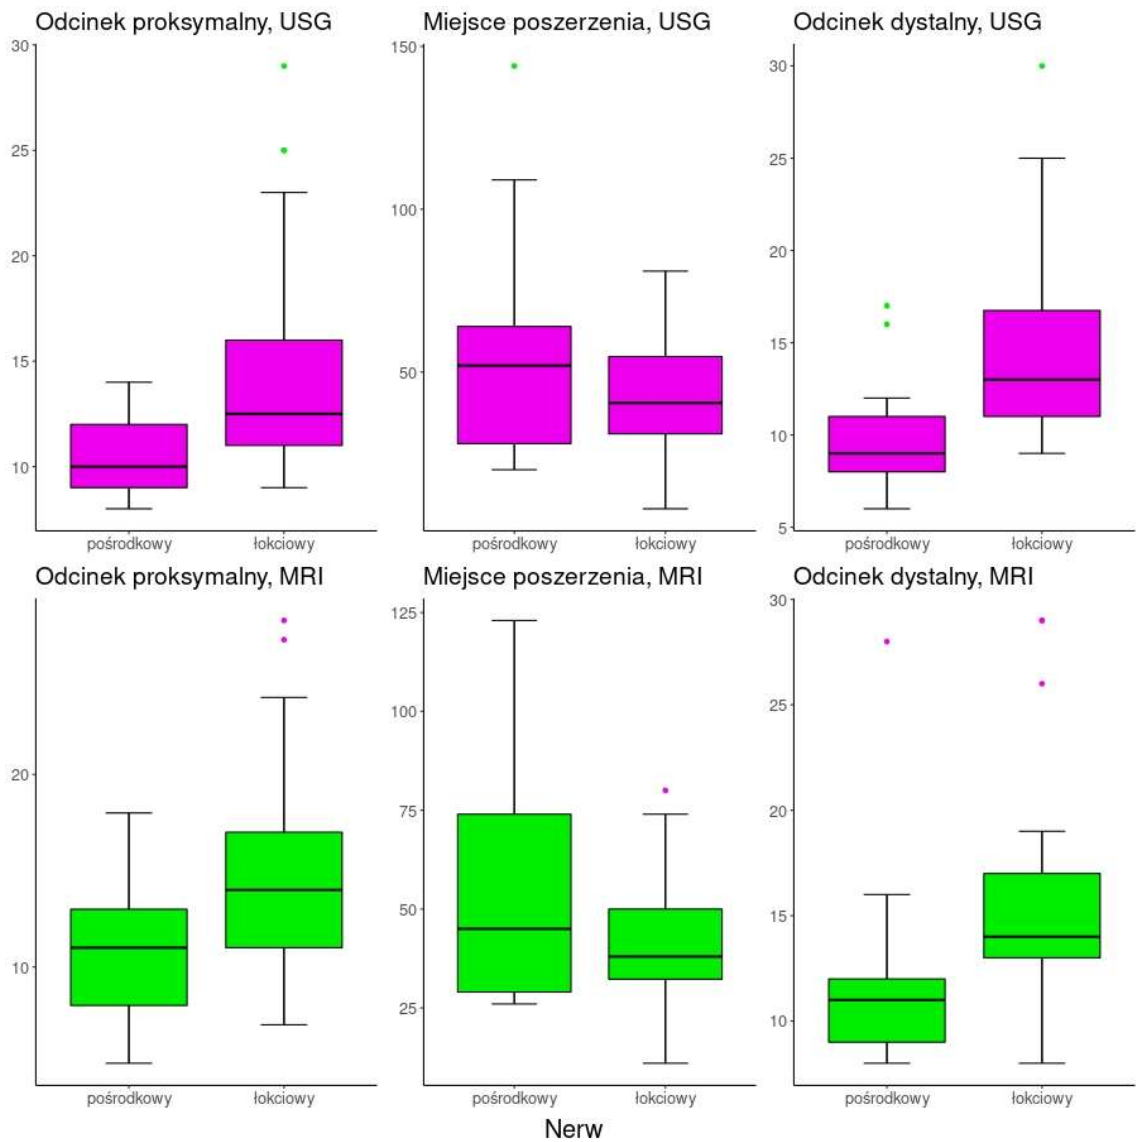 Odcinek proksymalny, USG
30
25
20
15
10
pośrodkowy łokciowy
Miejsce poszerzenia, USG
150
100
50
pośrodkowy łokciowy
Odcinek dystalny, USG
30
25
20
15
10
5
pośrodkowy łokciowy
Odcinek proksymalny, MRI
20
10
pośrodkowy łokciowy
Miejsce poszerzenia, MRI
125
100
75
50
25
pośrodkowy łokciowy
Odcinek dystalny, MRI
30
25
20
15
10
pośrodkowy łokciowy
Nerw